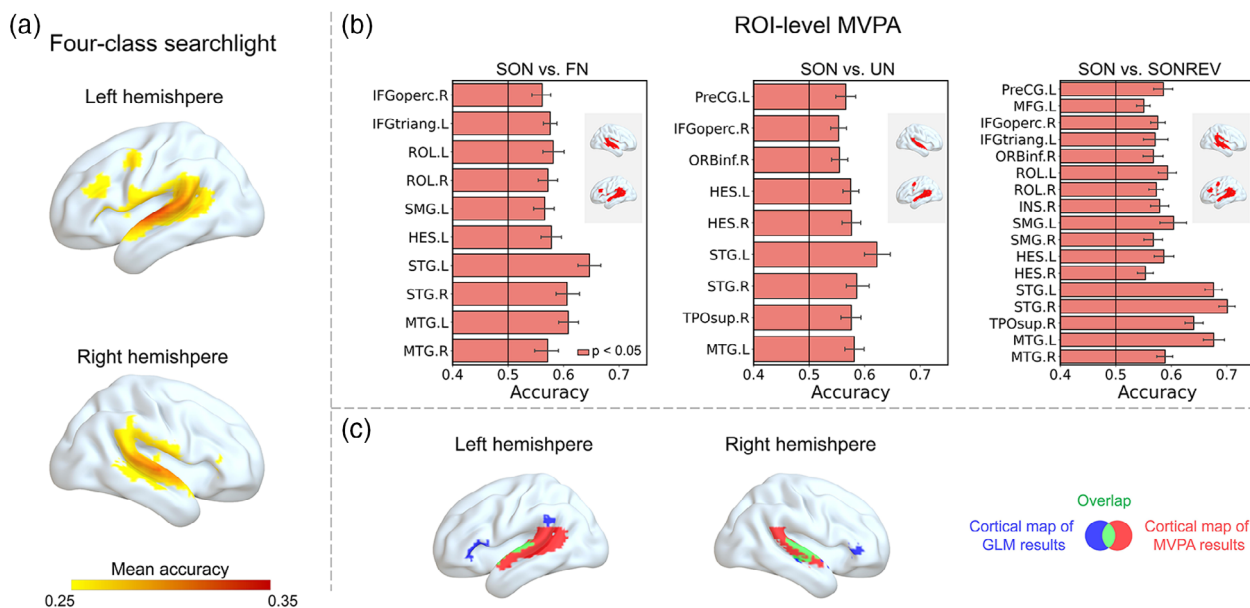 (a)
Four-class searchlight
Left hemishpere
Right hemishpere
Mean accuracy
0.25
0.35
(b)
ROI-level MVPA
SON vs. FN
IFGoperc.R
IFGtriang.L
ROL.L
ROL.R
SMG.L
HES.L
STG.L
STG.R
MTG.L
MTG.R
p < 0.05
0.4 0.5 0.6 0.7
Accuracy
SON vs. UN
PreCG.L
IFGoperc.R
ORBinf.R
HES.L
HES.R
STG.L
STG.R
TPOsup.R
MTG.L
0.4 0.5 0.6 0.7
Accuracy
SON vs. SONREV
PreCG.L
MFG.L
IFGoperc.R
IFGtriang.L
ORBinf.R
ROL.L
ROL.R
INS.R
SMG.L
SMG.R
HES.L
HES.R
STG.L
STG.R
TPOsup.R
MTG.L
MTG.R
0.4 0.5 0.6 0.7
Accuracy
(c)
Left hemishpere
Right hemishpere
Overlap
Cortical map of
GLM results
Cortical map of
MVPA results